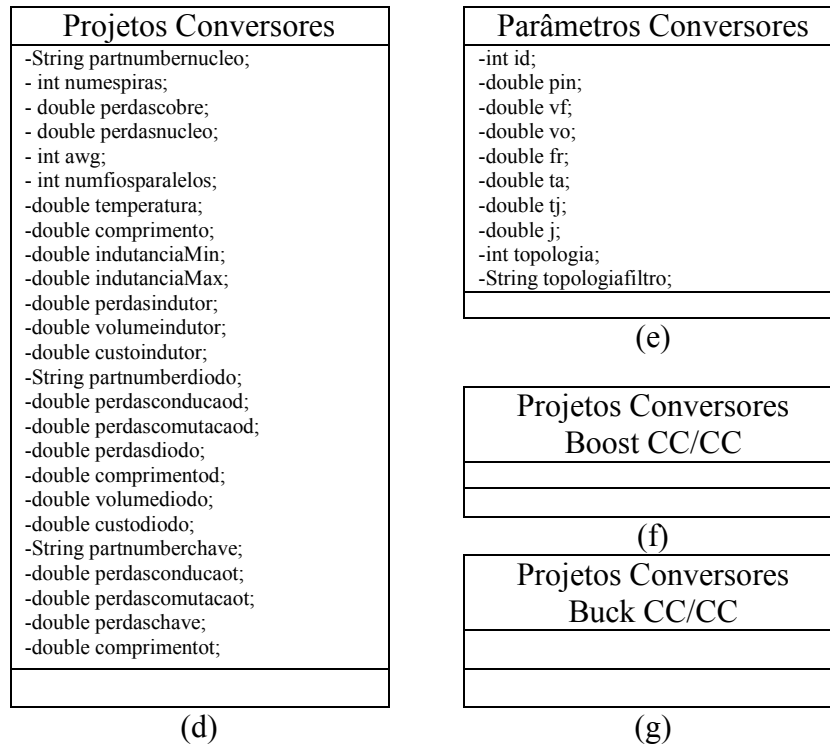 Projetos Conversores
-String partnumbernucleo;
- int numespiras;
- double perdascobre;
- double perdasnucleo;
- int awg;
- int numfiosparalelos;
-double temperatura;
-double comprimento;
-double indutanciaMin;
-double indutanciaMax;
-double perdasindutor;
-double volumeindutor;
-double custoindutor;
-String partnumberdiodo;
-double perdasconducaod;
-double perdascomutacaod;
-double perdasdiodo;
-double comprimentod;
-double volumediodo;
-double custodiodo;
-String partnumberchave;
-double perdasconducaot;
-double perdascomutacaot;
-double perdaschave;
-double comprimentot;
(d)
Parâmetros Conversores
-int id;
-double pin;
-double vf;
-double vo;
-double fr;
-double ta;
-double tj;
-double j;
-int topologia;
-String topologiafiltro;
(e)
Projetos Conversores
Boost CC/CC
(f)
Projetos Conversores
Buck CC/CC
(g)